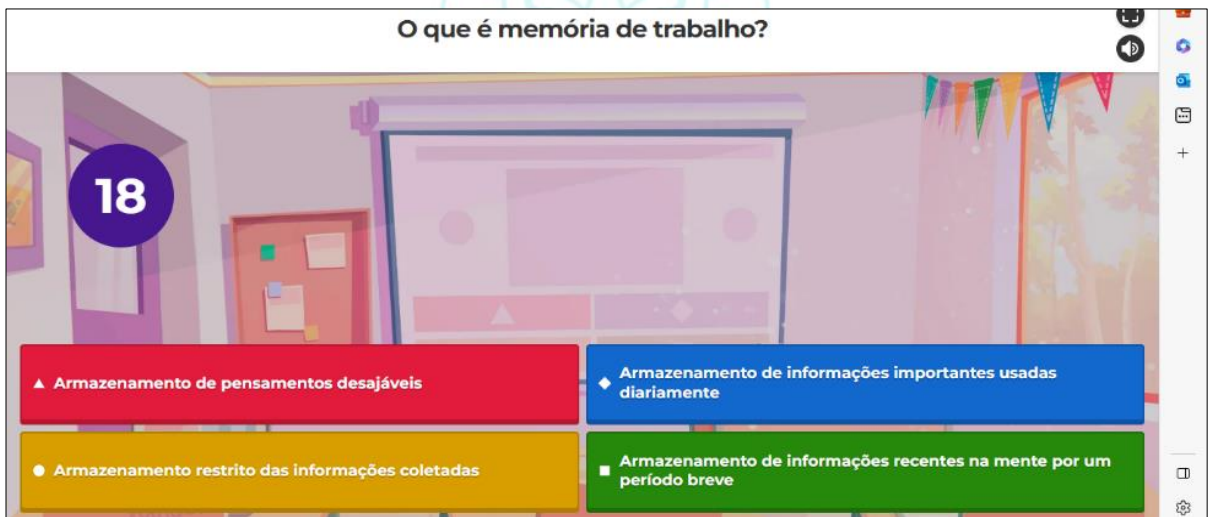 O que é memória de trabalho?
18
▲ Armazenamento de pensamentos desajáveis
◆ Armazenamento de informações importantes usadas
diariamente
● Armazenamento restrito das informações coletadas
■ Armazenamento de informações recentes na mente por um
período breve